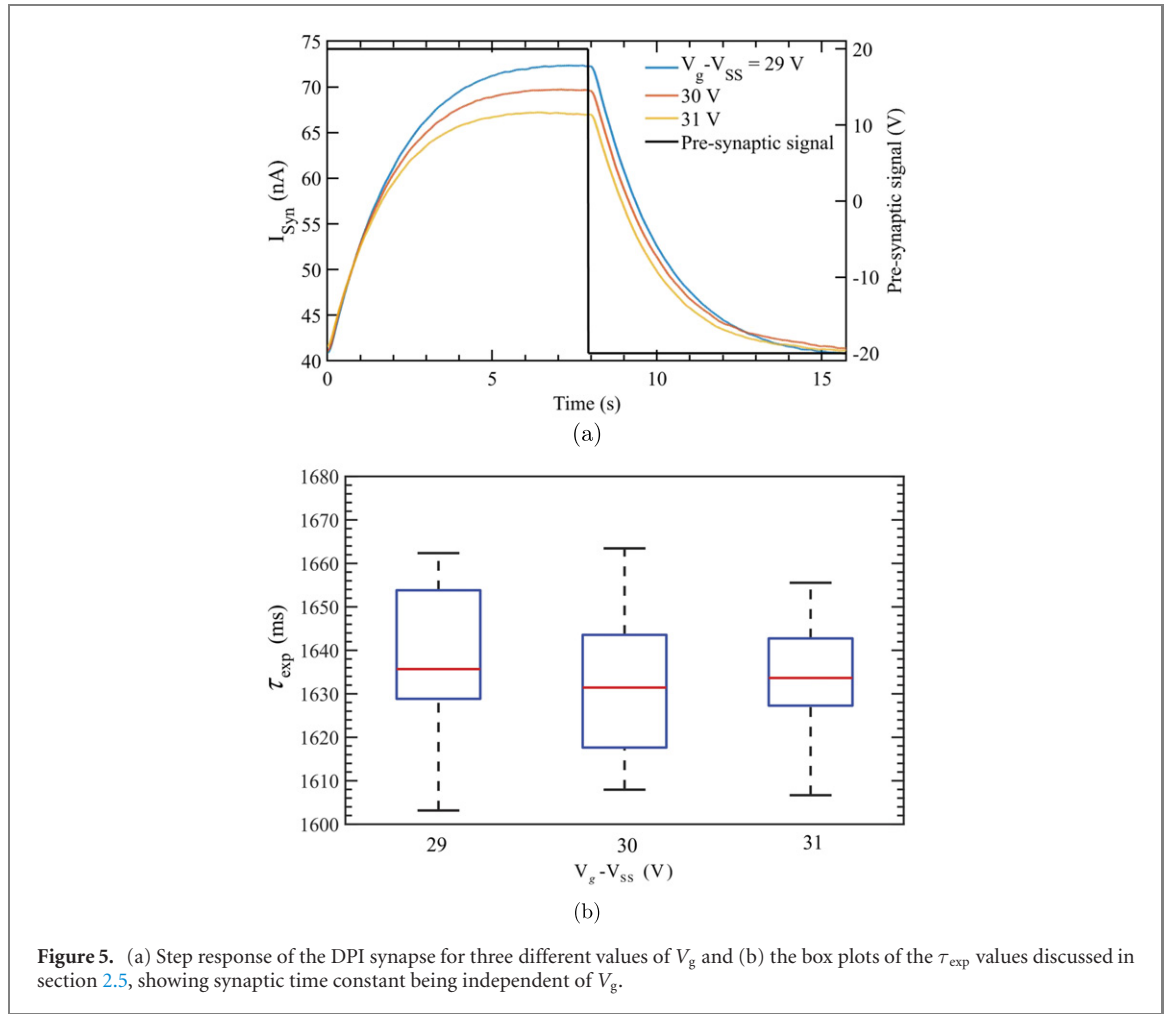 75
70
65
60
55
50
45
40
I_Syn (nA)
0
5
10
15
Time (s)
20
10
0
-10
-20
Pre-synaptic signal (V)
V_g-V_SS = 29 V
30 V
31 V
Pre-synaptic signal
(a)
1680
1670
1660
1650
1640
1630
1620
1610
1600
τ_exp (ms)
29
30
31
V_g-V_SS (V)
(b)
Figure 5. (a) Step response of the DPI synapse for three different values of V_g and (b) the box plots of the τ_exp values discussed in
section 2.5, showing synaptic time constant being independent of V_g.